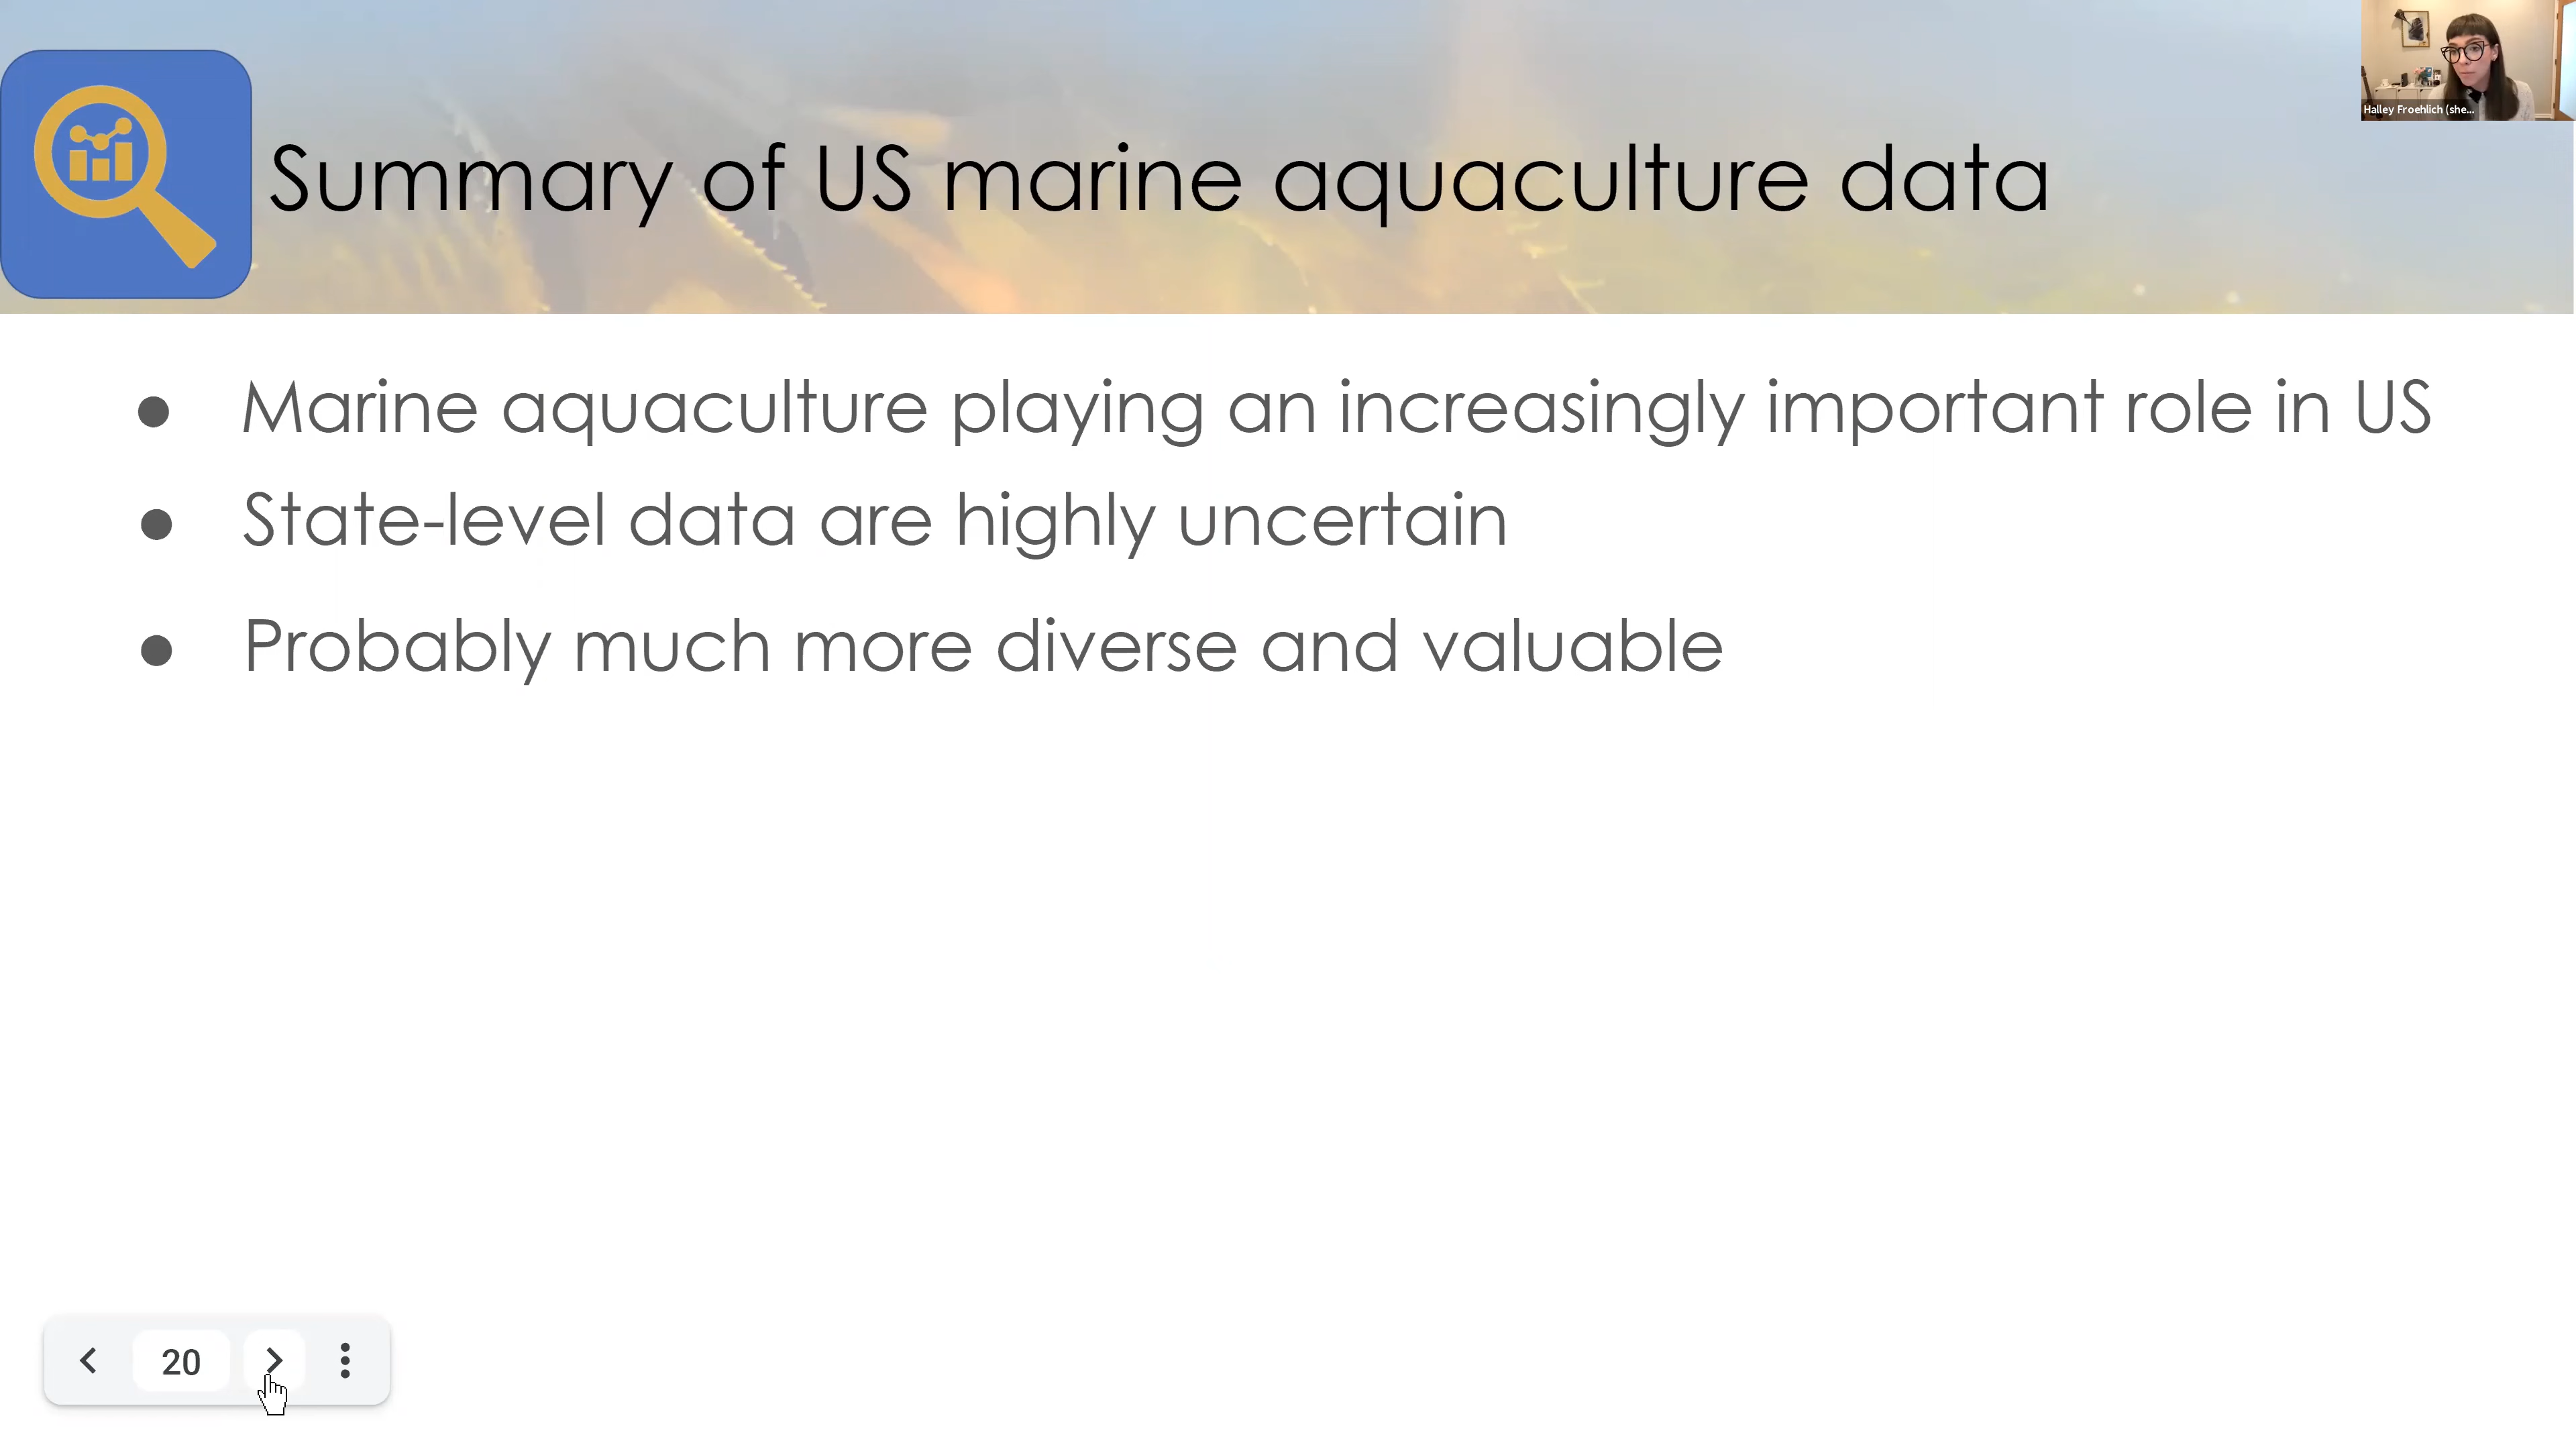 Halley Froehlich (she...
Summary of US marine aquaculture data
● Marine aquaculture playing an increasingly important role in US
● State-level data are highly uncertain
● Probably much more diverse and valuable
20